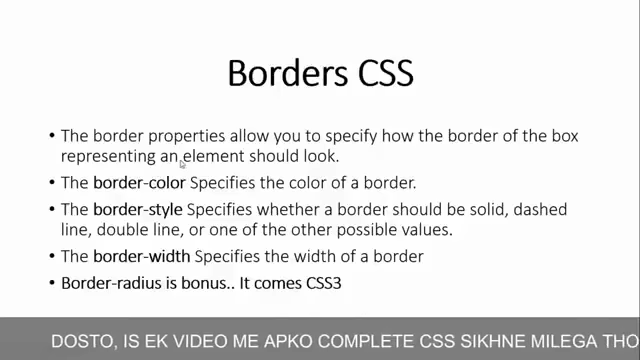 Borders CSS
• The border properties allow you to specify how the border of the box
representing an element should look.
• The border-color Specifies the color of a border.
• The border-style Specifies whether a border should be solid, dashed
line, double line, or one of the other possible values.
• The border-width Specifies the width of a border
• Border-radius is bonus.. It comes CSS3
DOSTO, IS EK VIDEO ME APKO COMPLETE CSS SIKHNE MILEGA THO